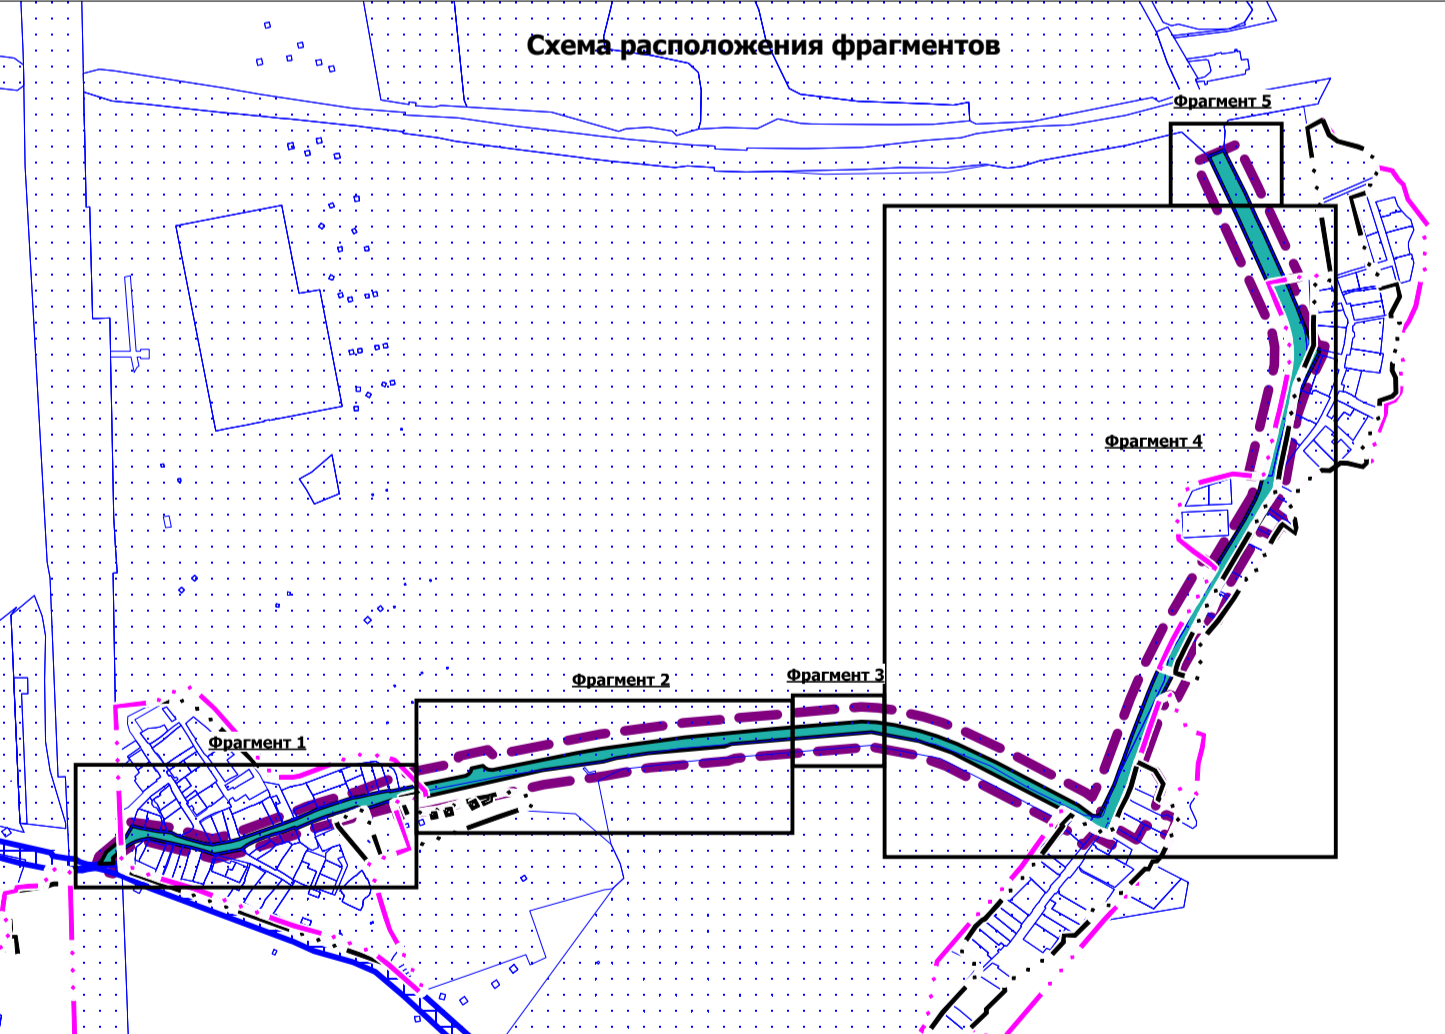 Схема расположения фрагментов
Фрагмент 5
Фрагмент 4
Фрагмент 3
Фрагмент 2
Фрагмент 1